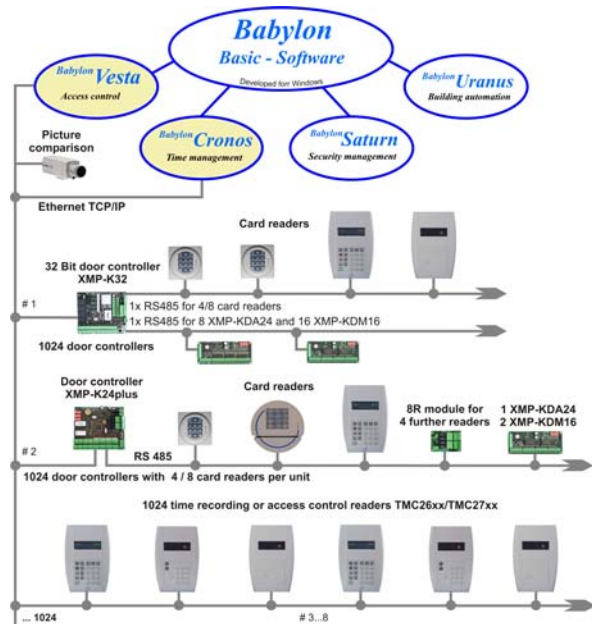 Babylon
Basic - Software
Developed for Windows
Babylon Vesta
Access control
Babylon Uranus
Building automation
Babylon Cronos
Time management
Babylon Saturn
Security management
Picture
comparison
Ethernet TCP/IP
Card readers
32 Bit door controller
XMP-K32
# 1
1x RS485 for 4/8 card readers
1x RS485 for 8 XMP-KDA24 and 16 XMP-KDM16
1024 door controllers
Door controller
XMP-K24plus
Card readers
8R module for
4 further readers
1 XMP-KDA24
2 XMP-KDM16
# 2
RS 485
1024 door controllers with 4 / 8 card readers per unit
1024 time recording or access control readers TMC26xx/TMC27xx
... 1024
# 3...8